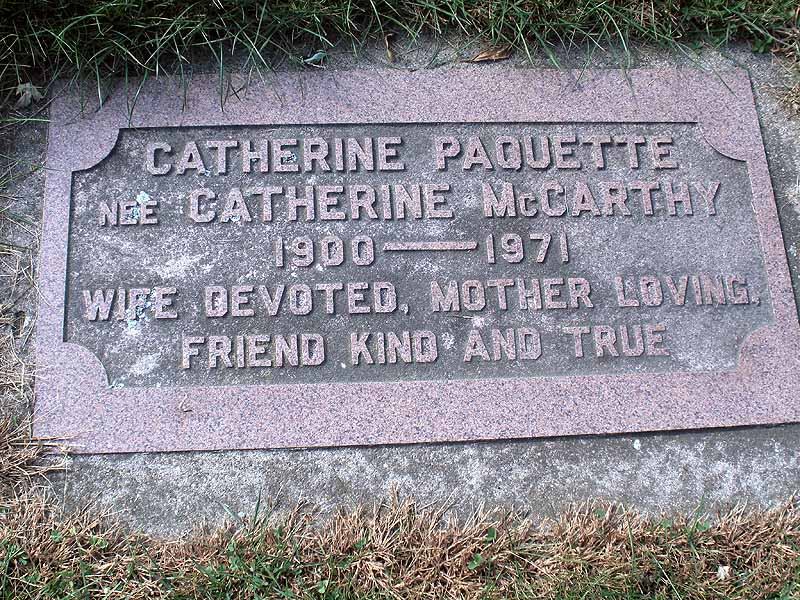 CATHERINE PAQUETTE
NEE CATHERINE McCARTHY
1900 — 1971
WIFE DEVOTED, MOTHER LOVING,
FRIEND KIND AND TRUE